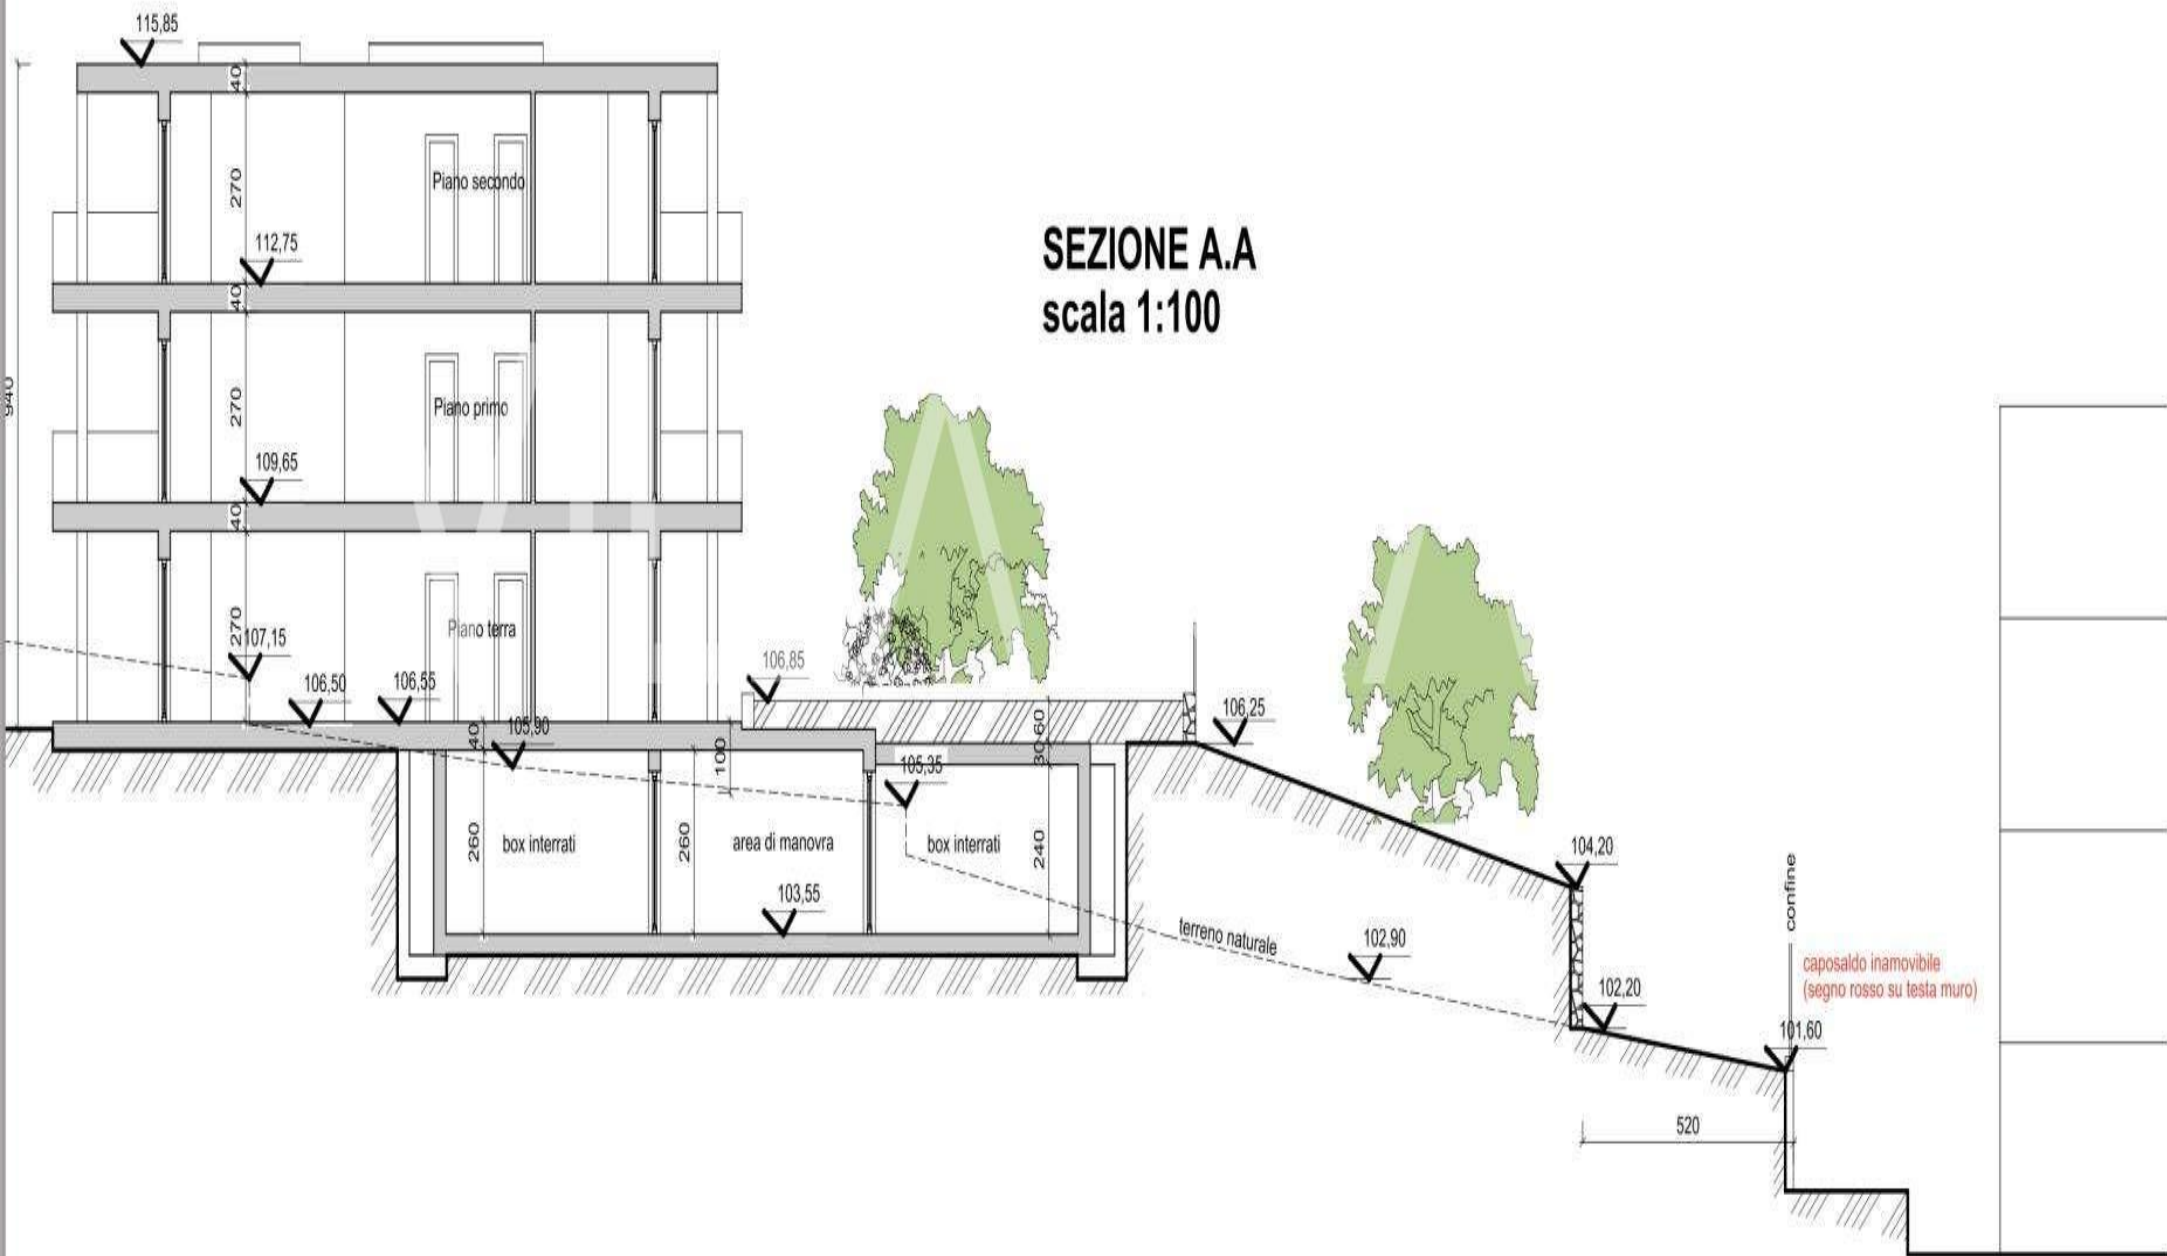 115,85
40
270
Piano secondo
SEZIONE A.A
scala 1:100
112,75
40
940
270
Piano primo
109,65
40
270
Piano terra
107,15
106,50
106,55
106,85
106,25
105,90
40
100
30
60
105,35
260
box interrati
260
area di manovra
box interrati
240
103,55
104,20
confine
terreno naturale
102,90
caposaldo inamovibile
(segno rosso su testa muro)
102,20
101,60
520